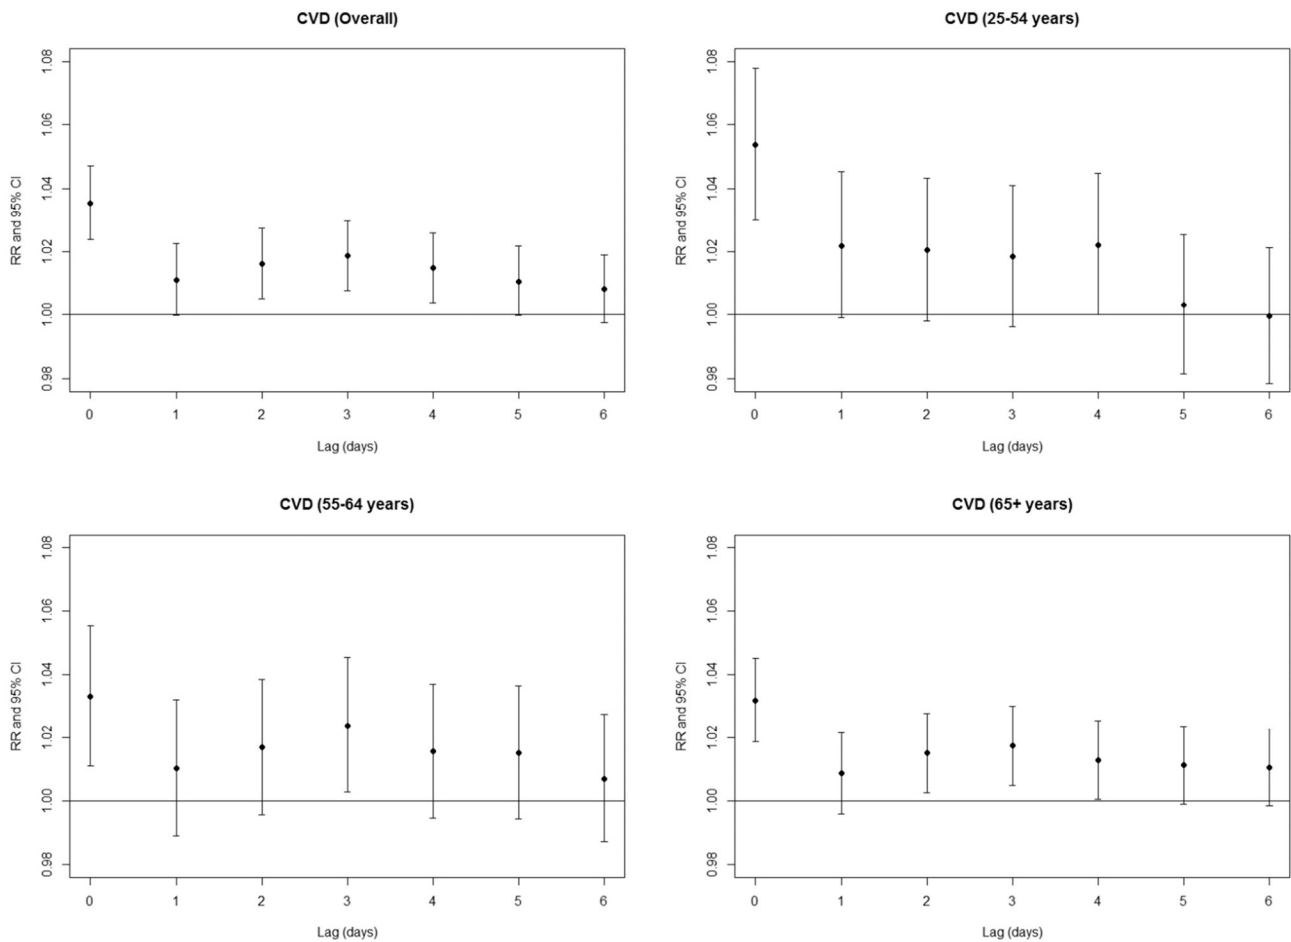 CVD (Overall)
RR and 95% CI
1.08
1.06
1.04
1.02
1.00
0.98
0 1 2 3 4 5 6
Lag (days)
CVD (25-54 years)
RR and 95% CI
1.08
1.06
1.04
1.02
1.00
0.98
0 1 2 3 4 5 6
Lag (days)
CVD (55-64 years)
RR and 95% CI
1.08
1.06
1.04
1.02
1.00
0.98
0 1 2 3 4 5 6
Lag (days)
CVD (65+ years)
RR and 95% CI
1.08
1.06
1.04
1.02
1.00
0.98
0 1 2 3 4 5 6
Lag (days)